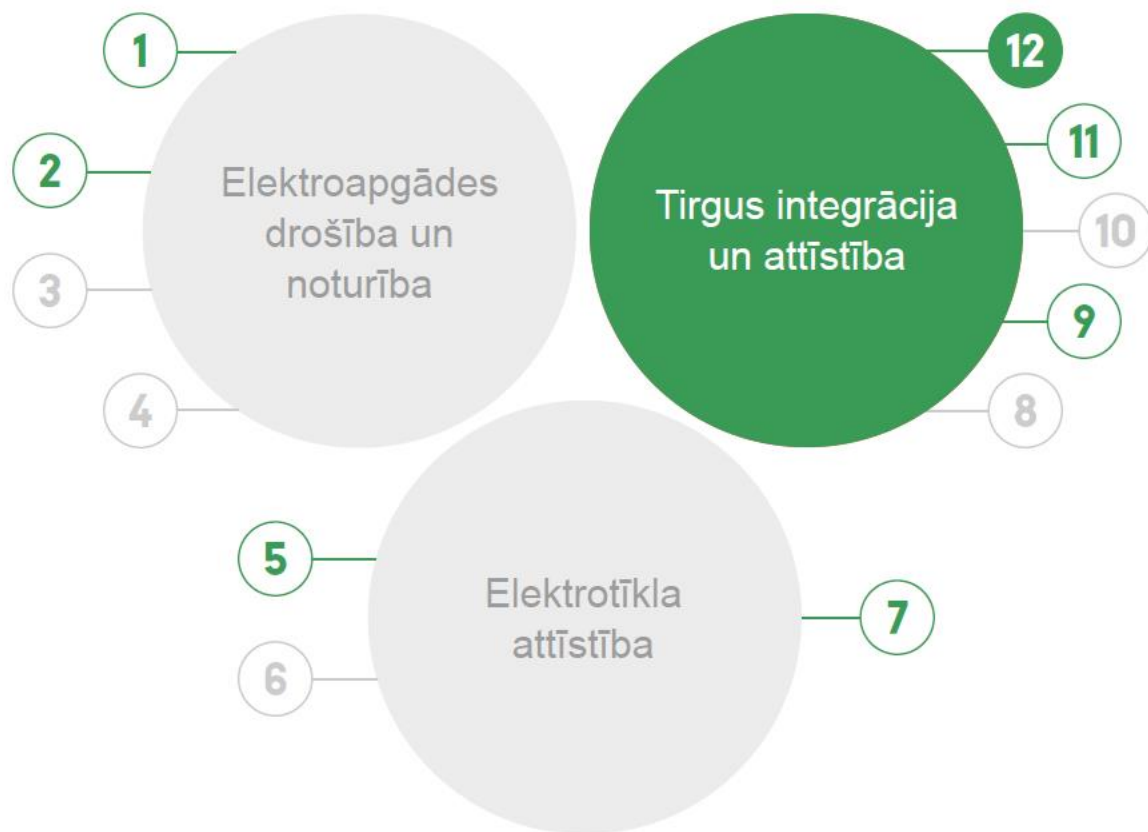 1
2
3
4
Elektroapgādes
drošība un
noturība
Tirgus integrācija
un attīstība
12
11
10
9
8
5
6
Elektrotīkla
attīstība
7